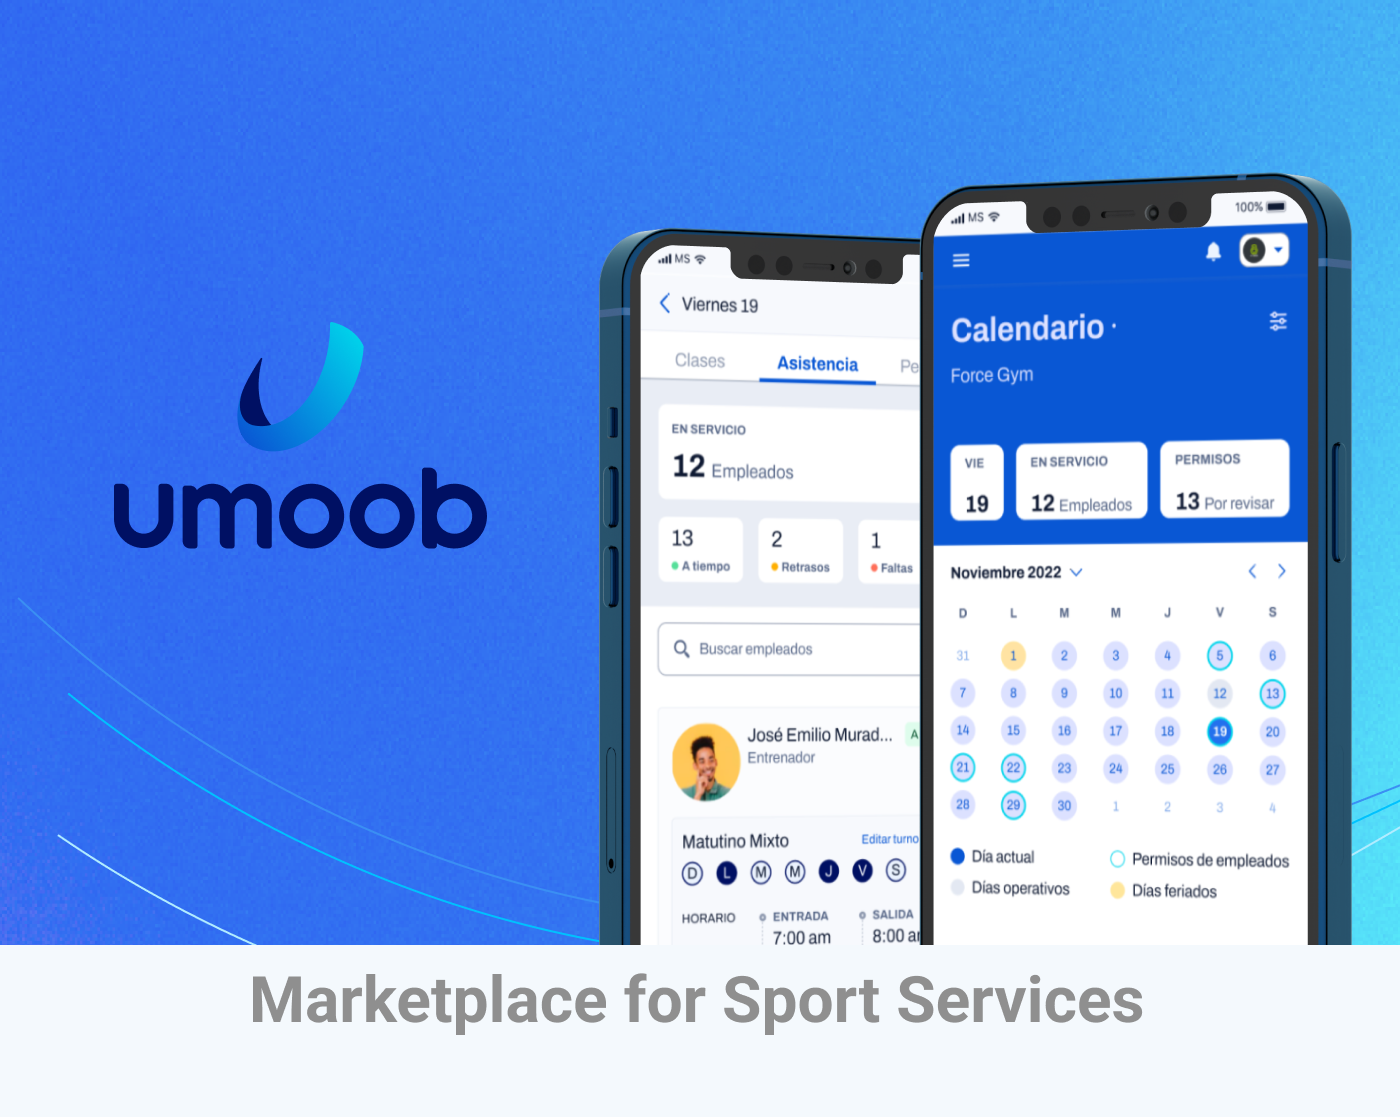 umoob
MS
Viernes 19
Clases Asistencia Pe
EN SERVICIO
12 Empleados
13 2 1
A tiempo Retrasos Faltas
Buscar empleados
José Emilio Murad... A
Entrenador
Matutino Mixto Editar turno
D L M M J V S
HORARIO ENTRADA SALIDA
7:00 am 8:00 a
MS 100%
Calendario
Force Gym
VIE EN SERVICIO PERMISOS
19 12 Empleados 13 Por revisar
Noviembre 2022
D L M M J V S
31 1 2 3 4 5 6
7 8 9 10 11 12 13
14 15 16 17 18 19 20
21 22 23 24 25 26 27
28 29 30 1 2 3 4
Día actual Permisos de empleados
Días operativos Días feriados
Marketplace for Sport Services